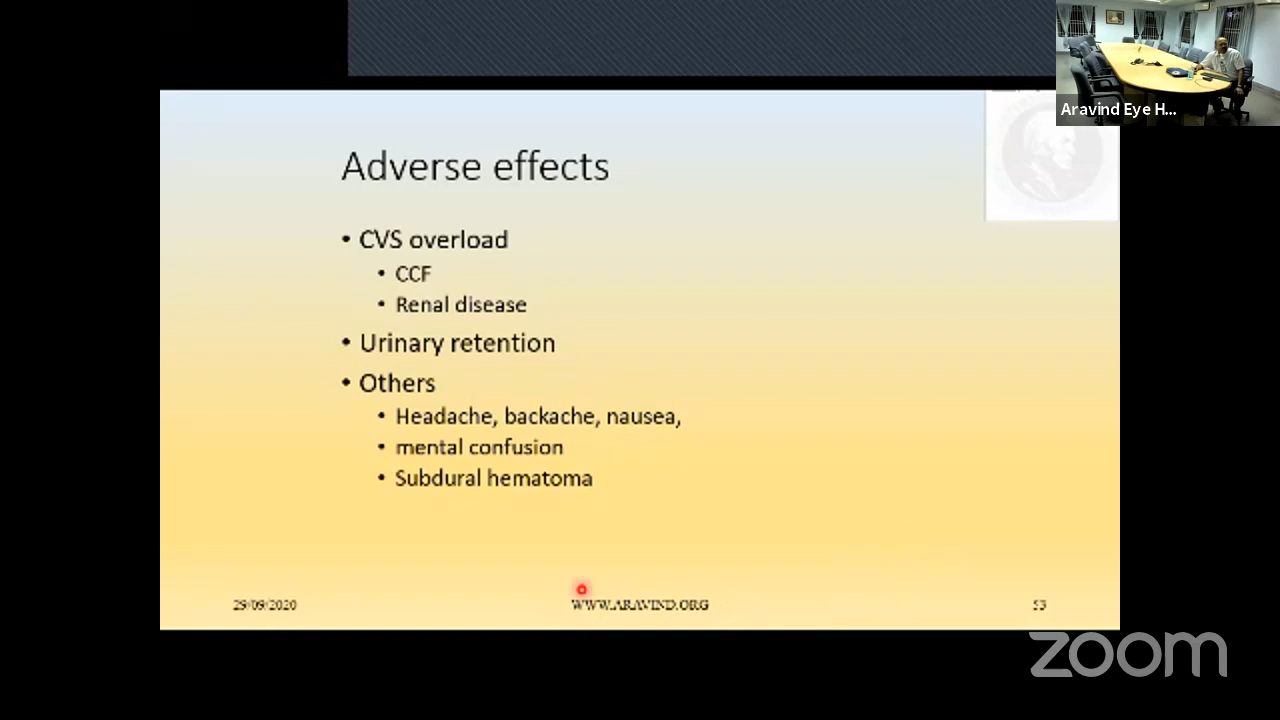 Aravind Eye H...
Adverse effects
• CVS overload
• CCF
• Renal disease
• Urinary retention
• Others
• Headache, backache, nausea,
• mental confusion
• Subdural hematoma
29/09/2020
WWW.ARAVIND.ORG
53
zoom